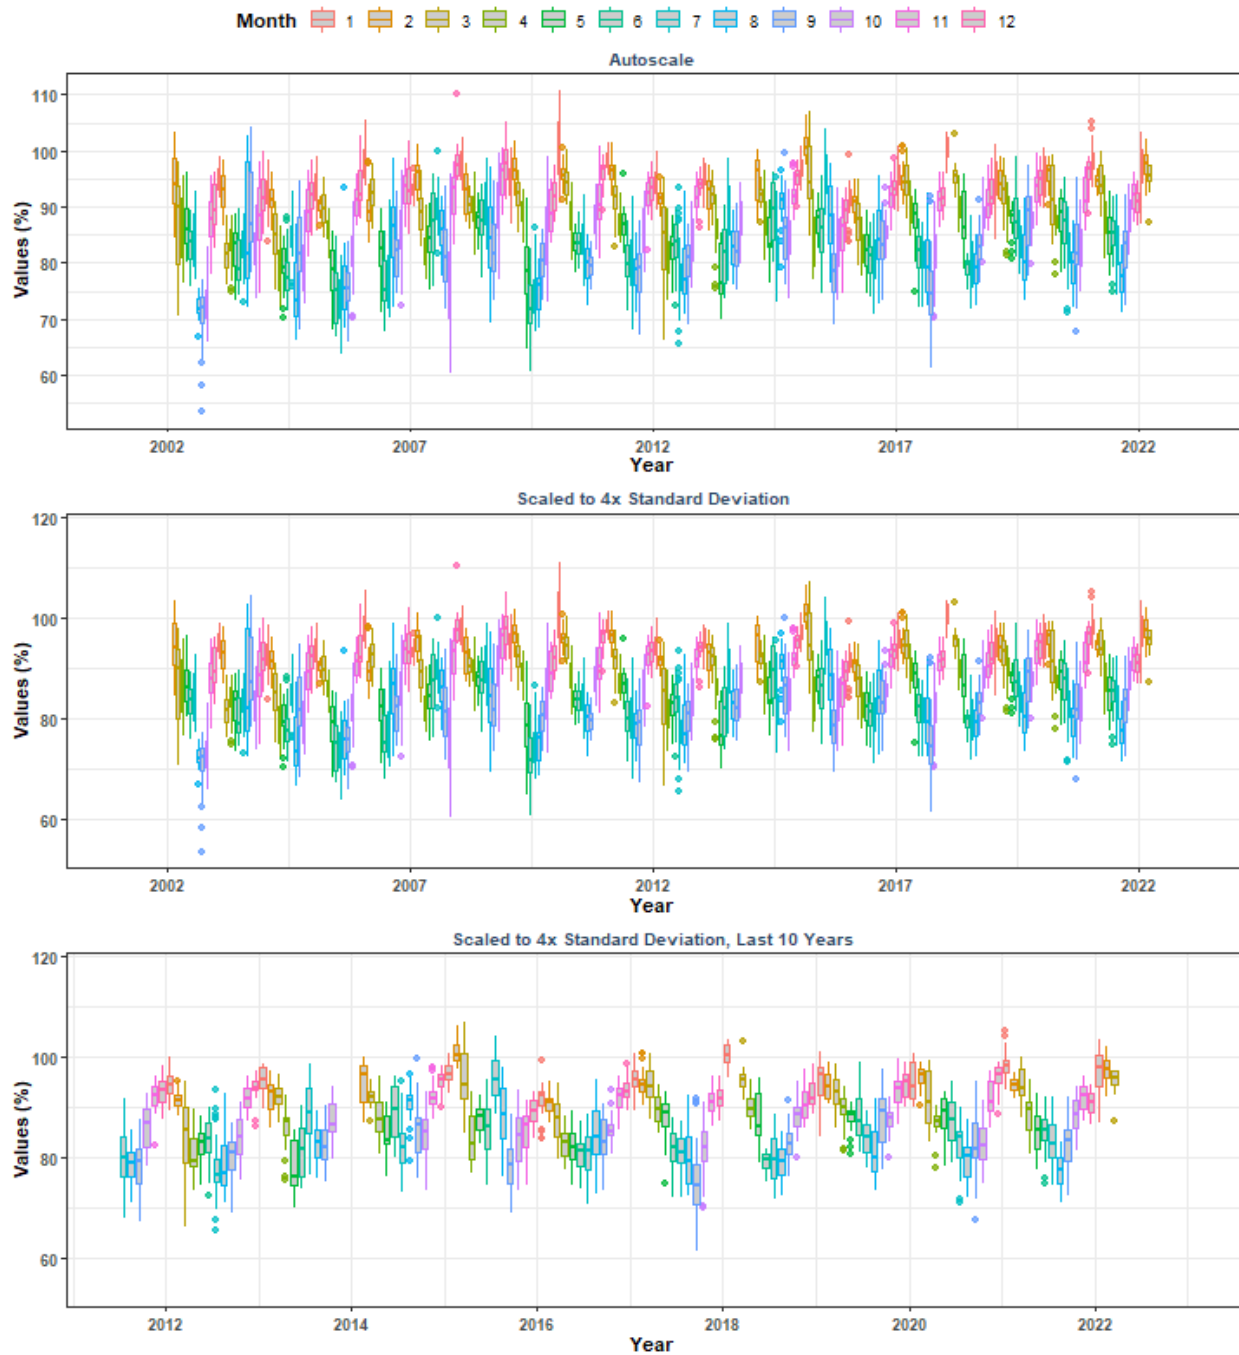 Month 1 2 3 4 5 6 7 8 9 10 11 12
Autoscale
110
100
90
80
70
60
Values (%)
2002 2007 2012 2017 2022
Year
Scaled to 4x Standard Deviation
120
100
80
60
Values (%)
2002 2007 2012 2017 2022
Year
Scaled to 4x Standard Deviation, Last 10 Years
120
100
80
60
Values (%)
2012 2014 2016 2018 2020 2022
Year